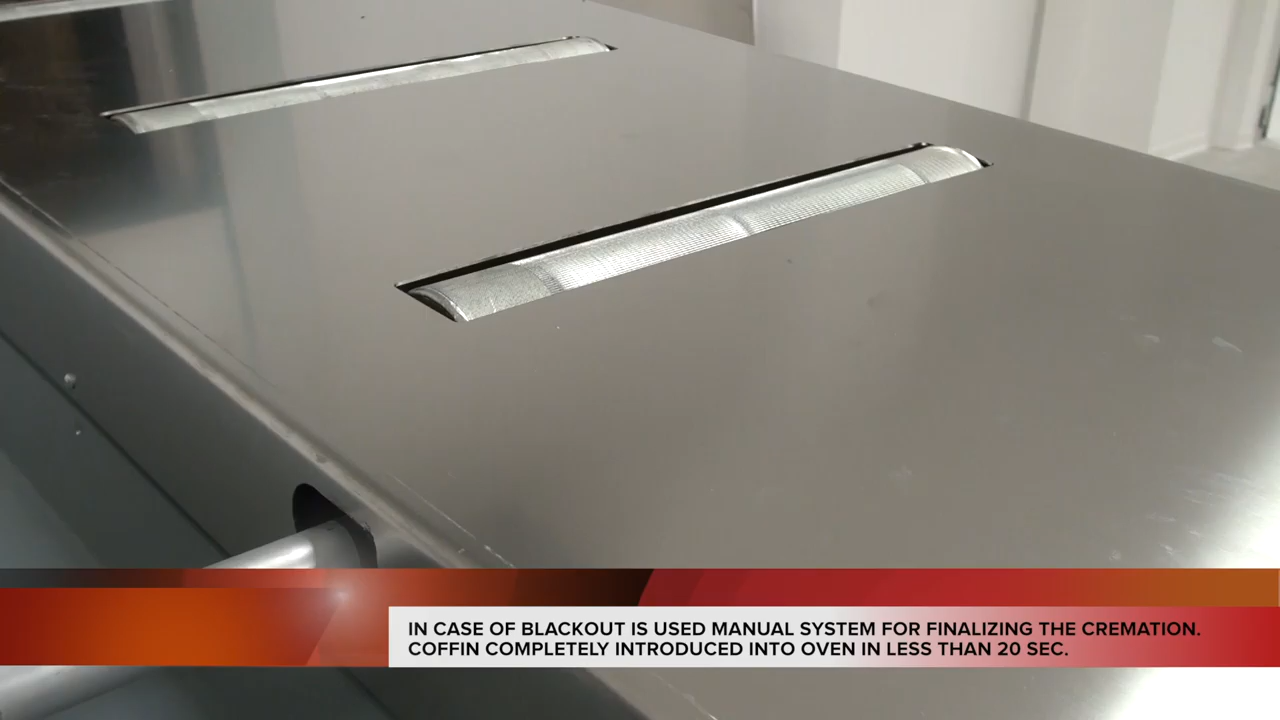 IN CASE OF BLACKOUT IS USED MANUAL SYSTEM FOR FINALIZING THE CREMATION.
COFFIN COMPLETELY INTRODUCED INTO OVEN IN LESS THAN 20 SEC.